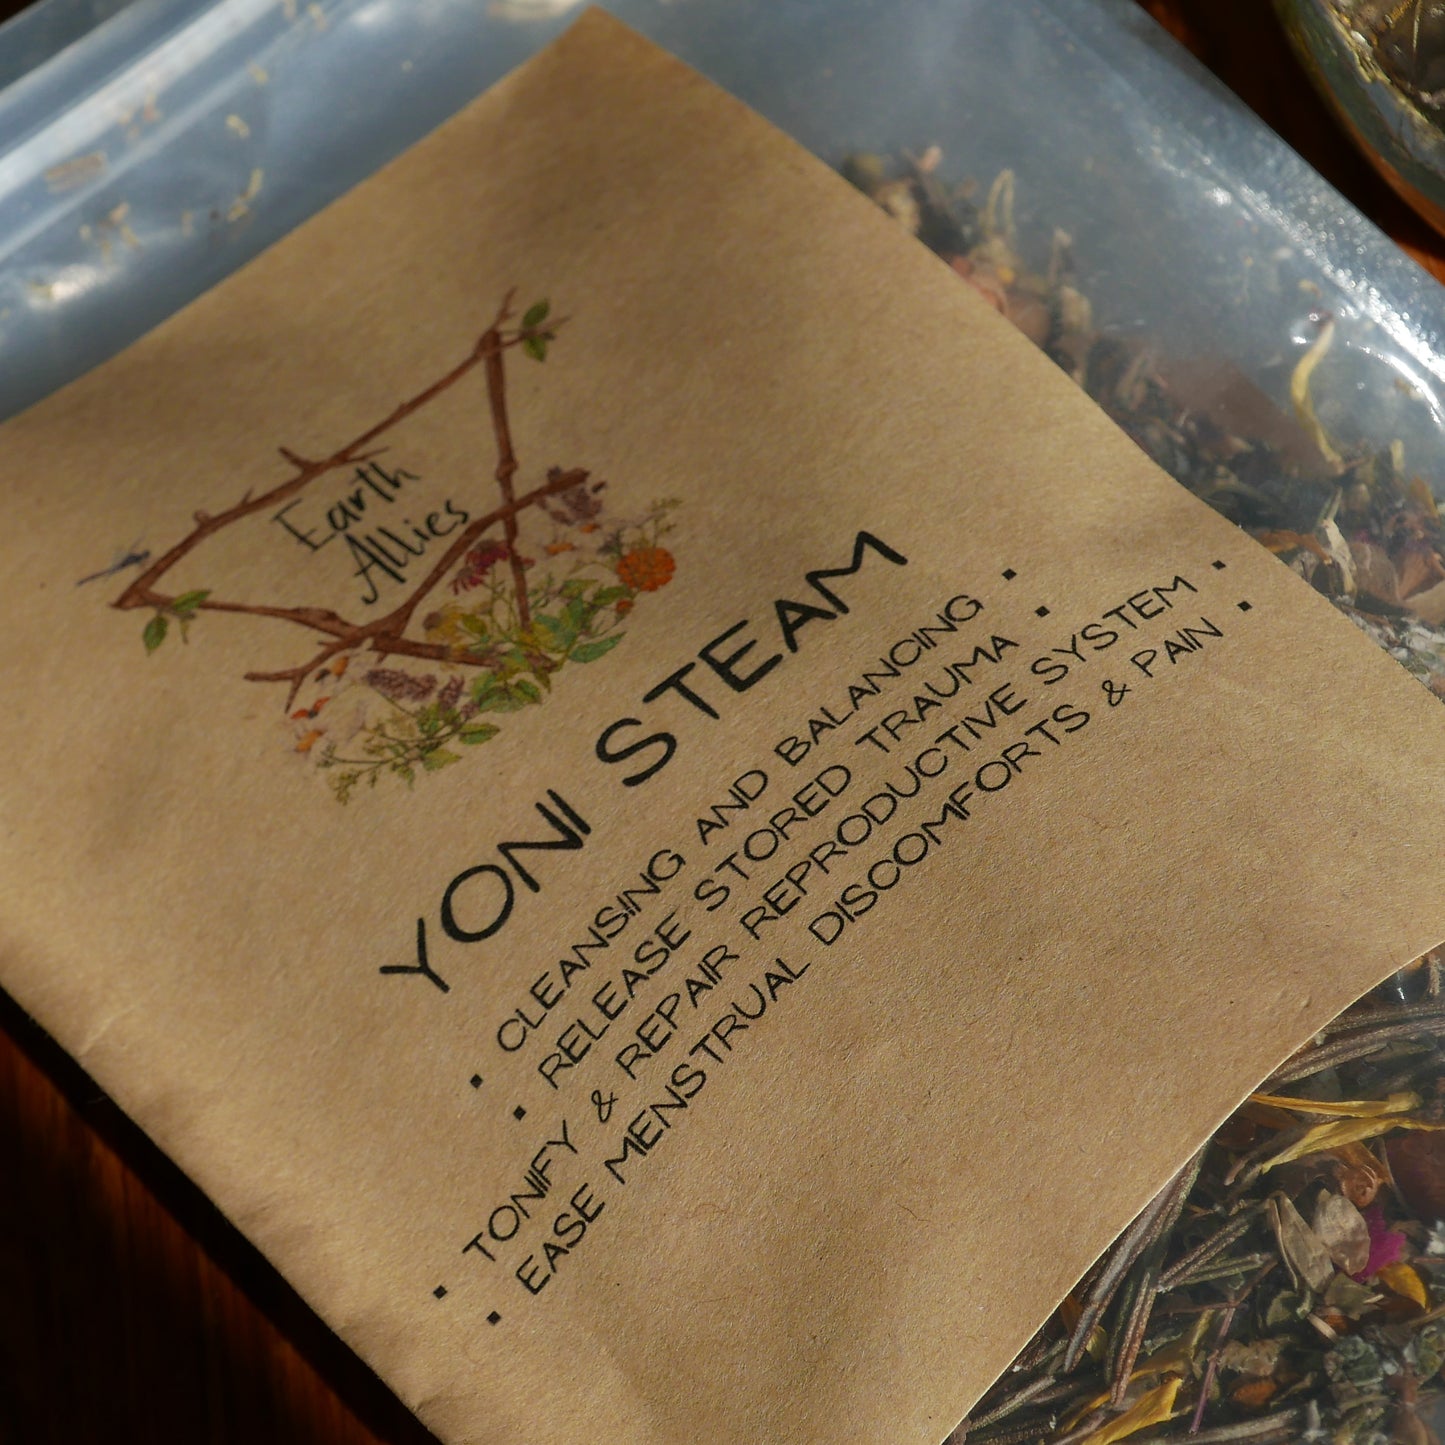 Earth
Allies
YONI STEAM
• CLEANSING AND BALANCING •
• RELEASE STORED TRAUMA •
• TONIFY & REPAIR REPRODUCTIVE SYSTEM •
• EASE MENSTRUAL DISCOMFORTS & PAIN •